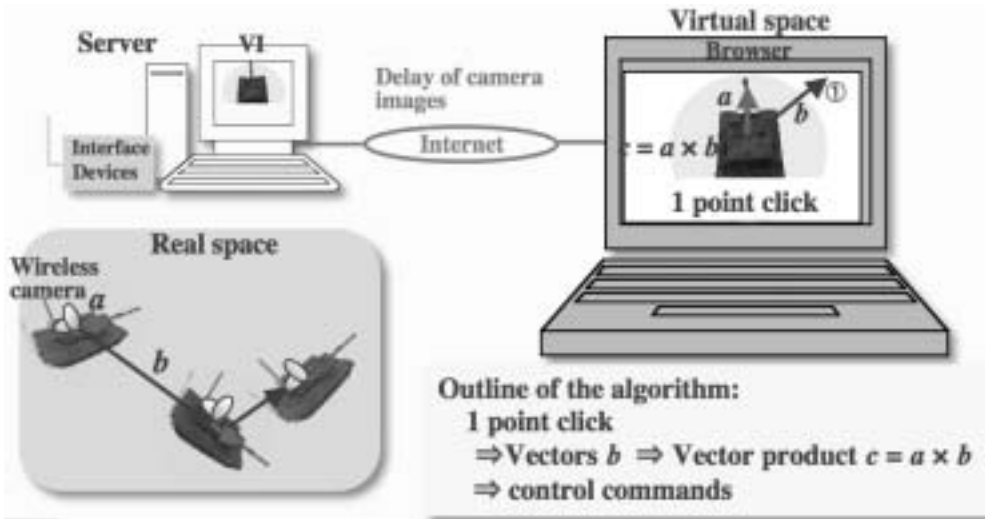 Server
VI
Interface
Devices
Delay of camera
images
Internet
Virtual space
Browser
a
b
①
c = a × b
1 point click
Real space
Wireless
camera
a
b
Outline of the algorithm:
1 point click
⇒Vectors b ⇒ Vector product c = a × b
⇒ control commands